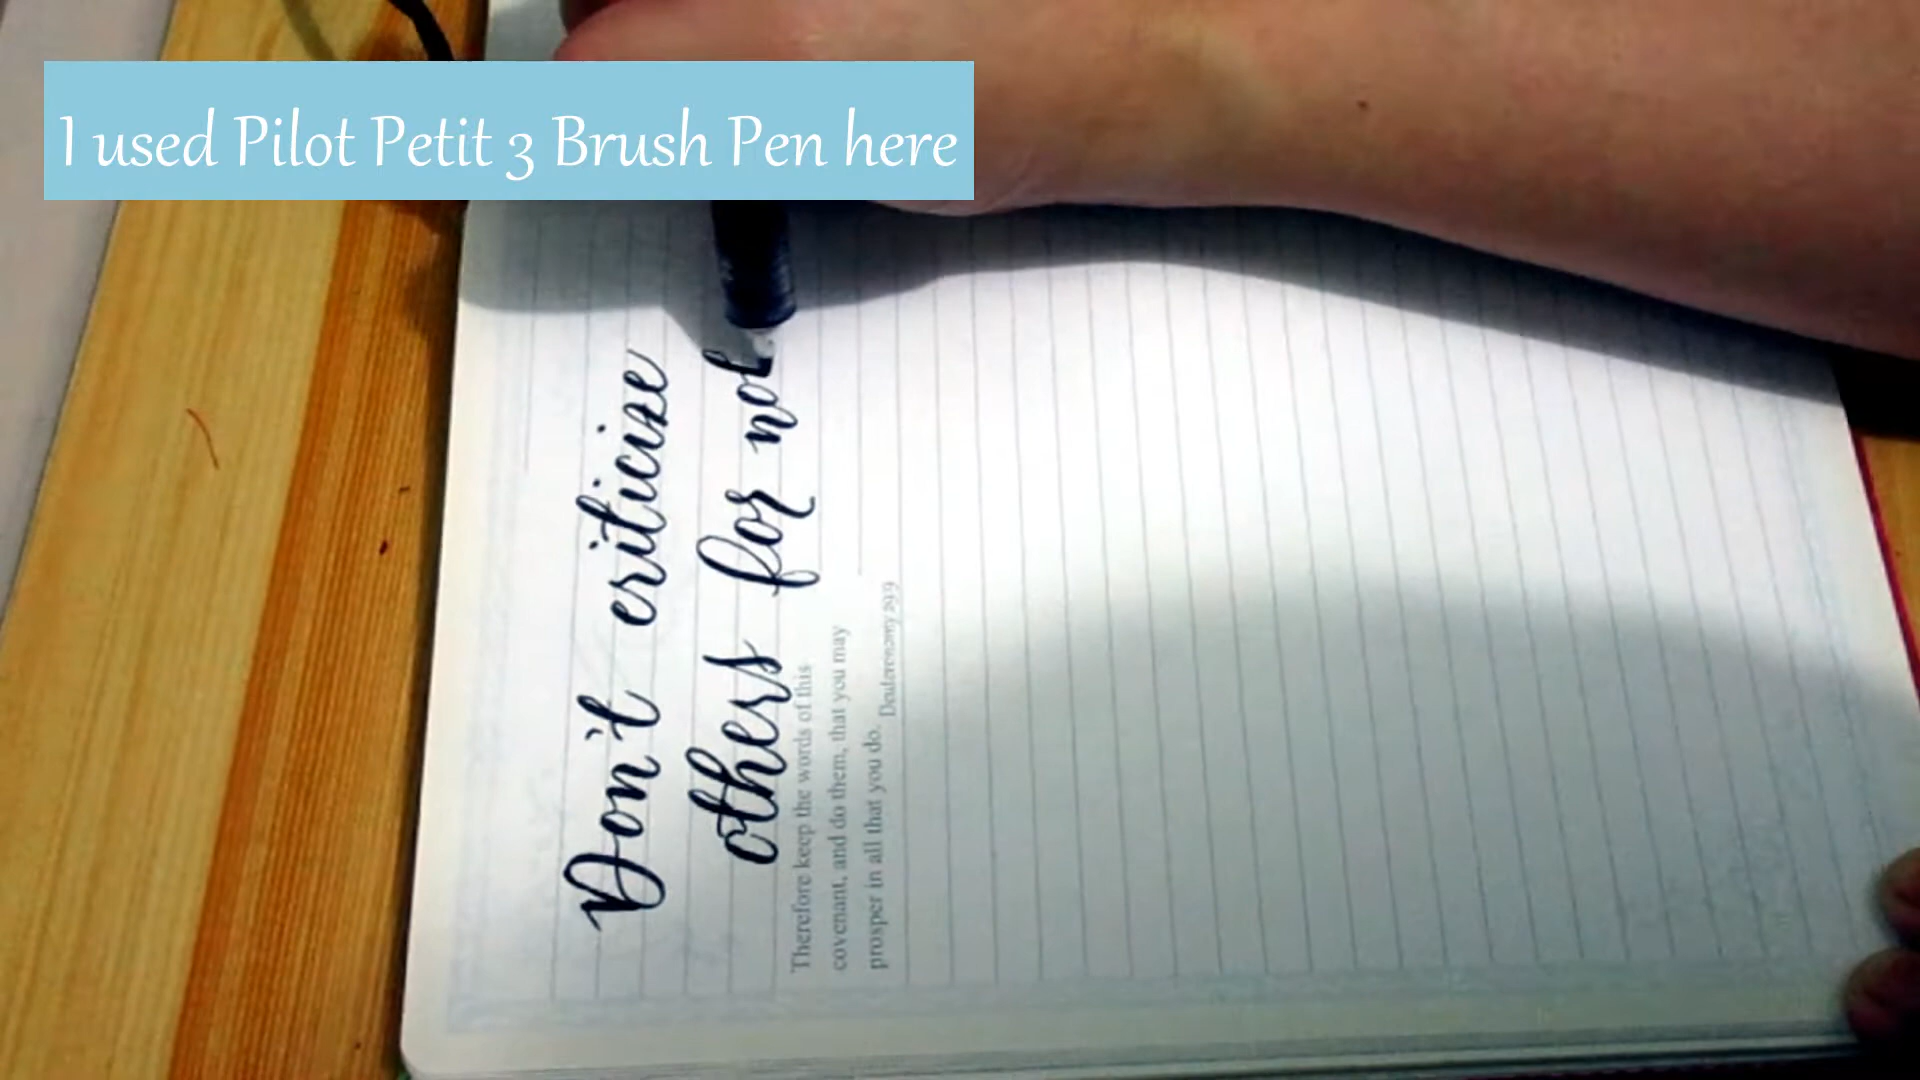 I used Pilot Petit 3 Brush Pen here
Don't criticize
others for not
Therefore keep the words of this
covenant, and do them, that you may
prosper in all that you do.
Deuteronomy 29:9